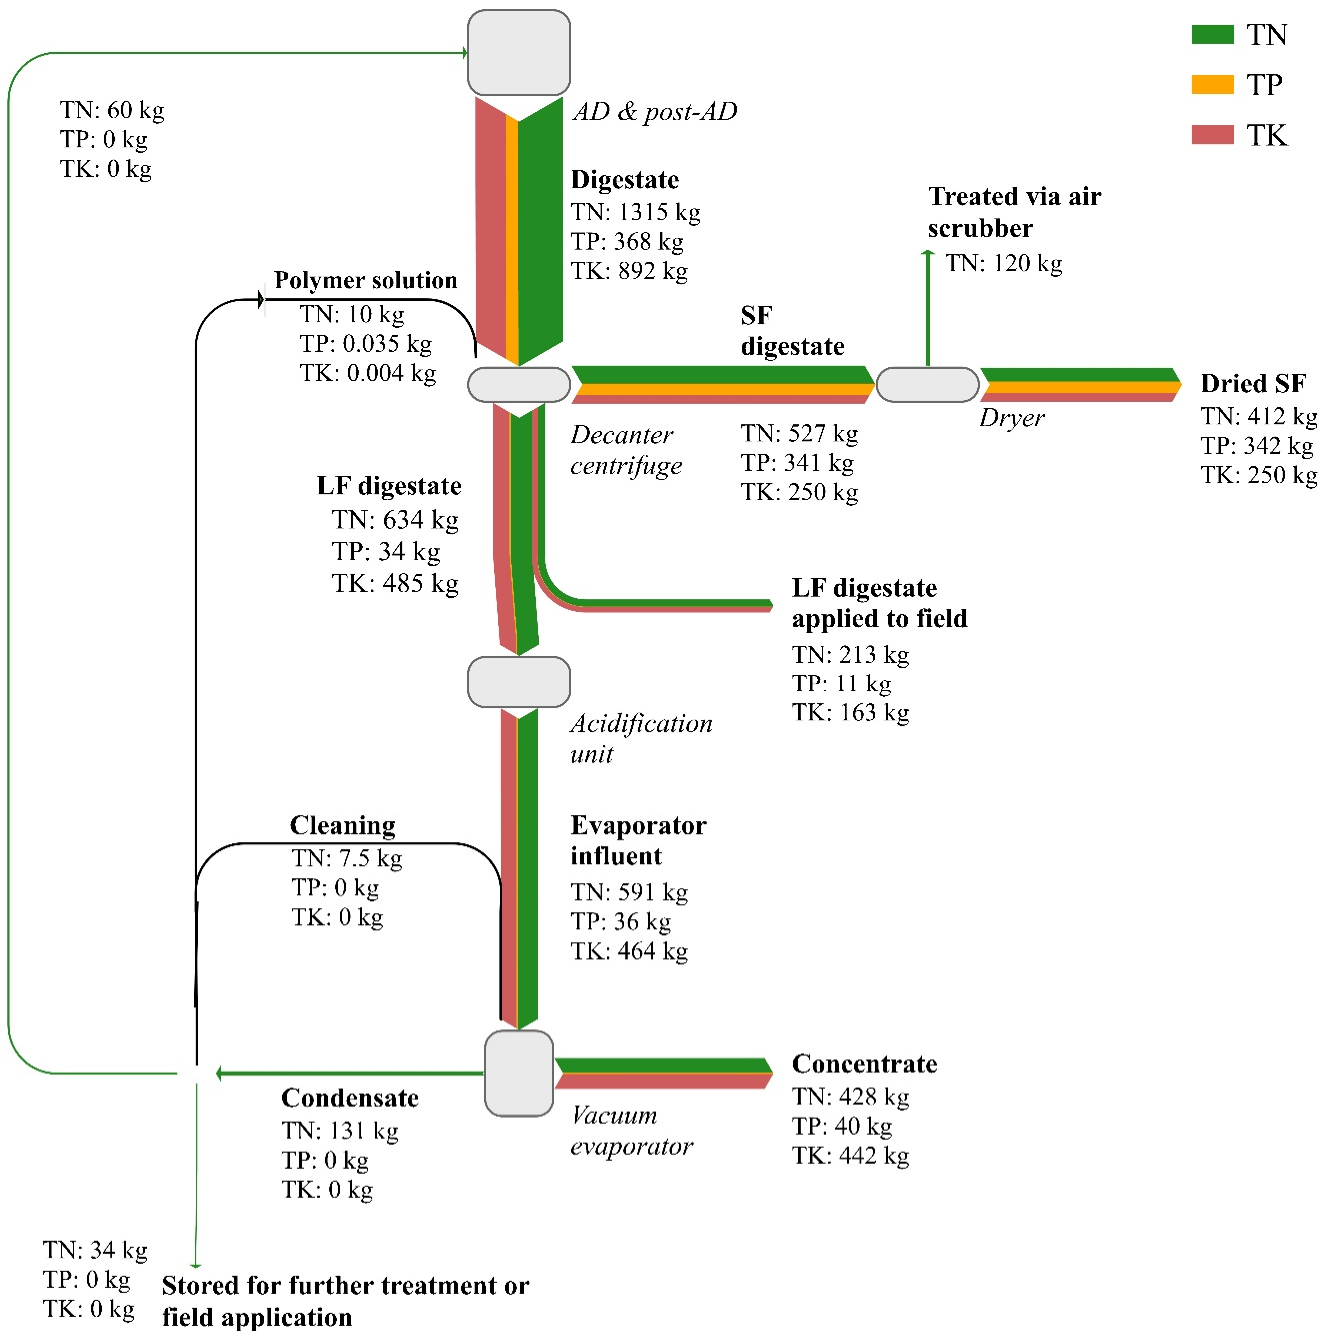 TN
TP
TK
TN: 60 kg
TP: 0 kg
TK: 0 kg
AD & post-AD
Digestate
TN: 1315 kg
TP: 368 kg
TK: 892 kg
Treated via air
scrubber
TN: 120 kg
Polymer solution
TN: 10 kg
TP: 0.035 kg
TK: 0.004 kg
SF
digestate
TN: 527 kg
TP: 341 kg
TK: 250 kg
Decanter
centrifuge
Dryer
Dried SF
TN: 412 kg
TP: 342 kg
TK: 250 kg
LF digestate
TN: 634 kg
TP: 34 kg
TK: 485 kg
LF digestate
applied to field
TN: 213 kg
TP: 11 kg
TK: 163 kg
Acidification
unit
Cleaning
TN: 7.5 kg
TP: 0 kg
TK: 0 kg
Evaporator
influent
TN: 591 kg
TP: 36 kg
TK: 464 kg
Condensate
TN: 131 kg
TP: 0 kg
TK: 0 kg
Vacuum
evaporator
Concentrate
TN: 428 kg
TP: 40 kg
TK: 442 kg
TN: 34 kg
TP: 0 kg
TK: 0 kg
Stored for further treatment or
field application